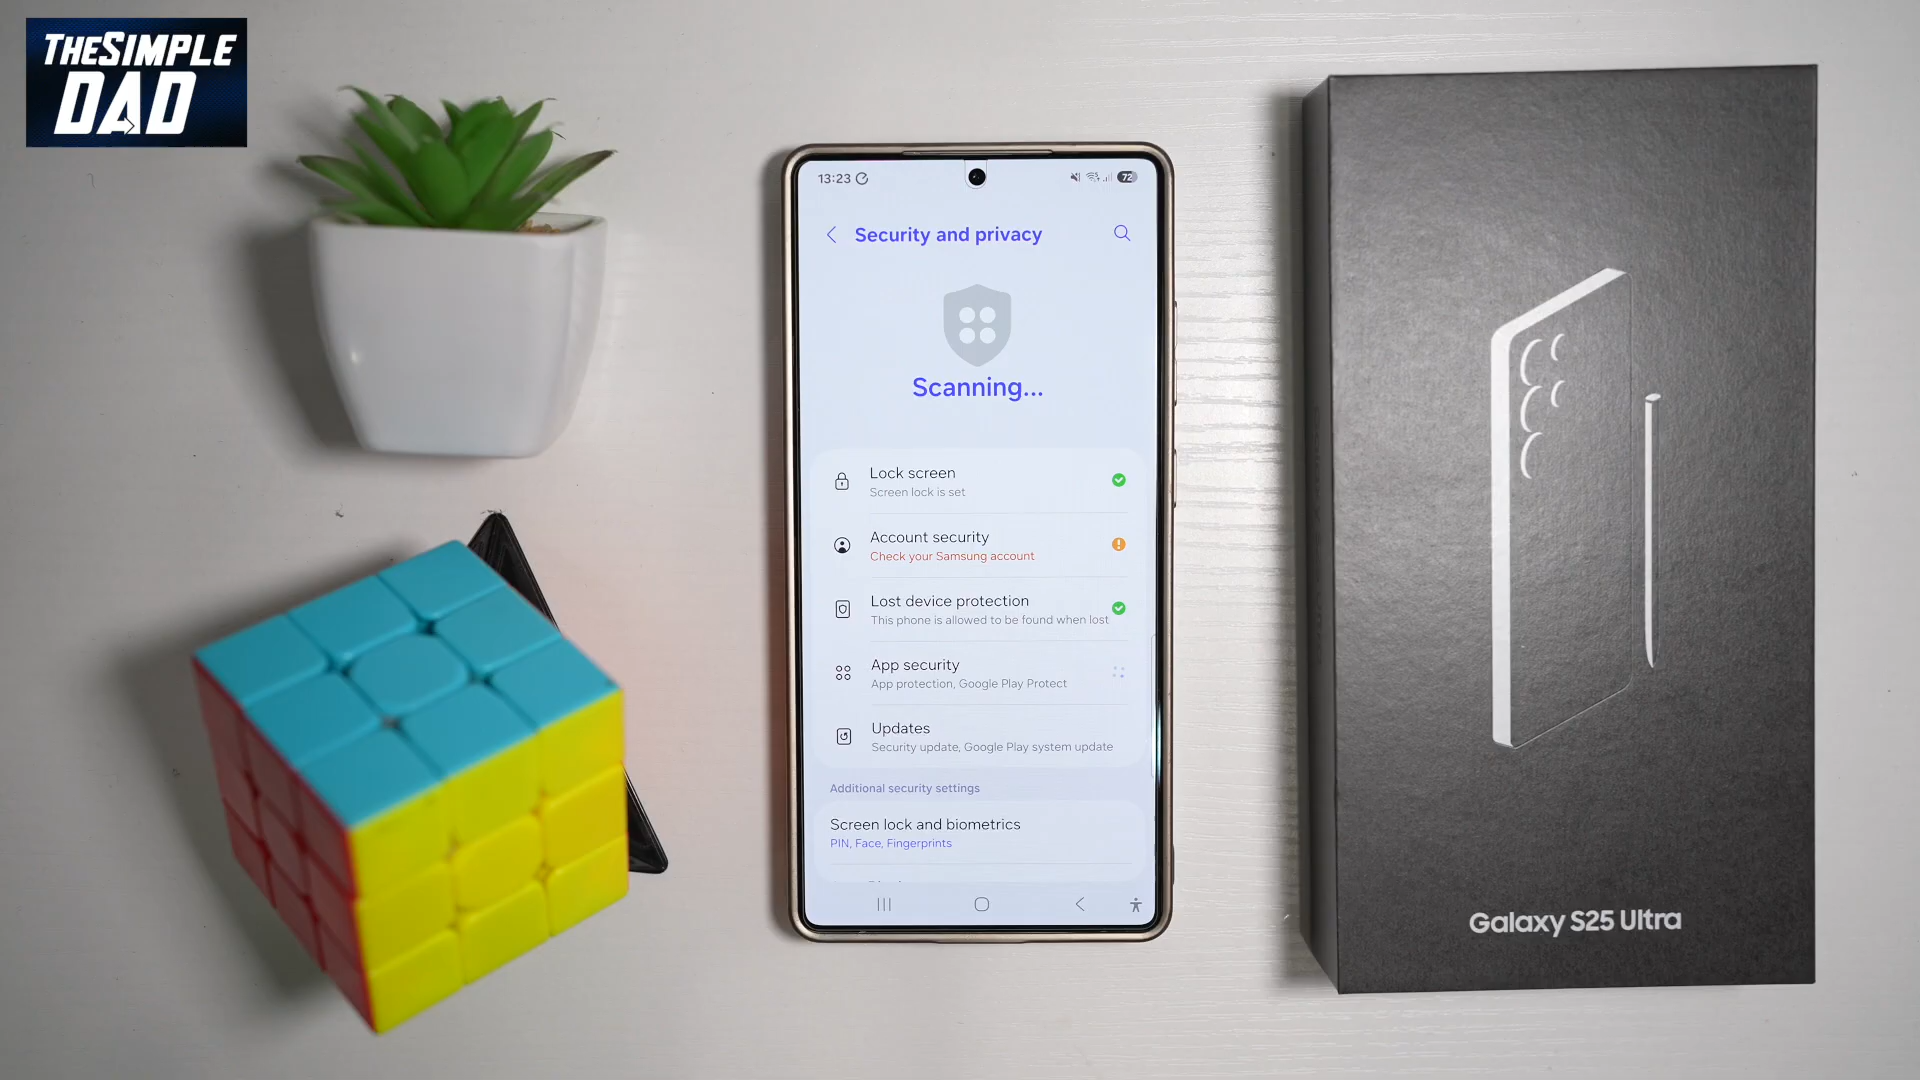 THESIMPLE
DAD
13:23
72
Security and privacy
Scanning...
Lock screen
Screen lock is set
Account security
Check your Samsung account
Lost device protection
This phone is allowed to be found when lost
App security
App protection, Google Play Protect
Updates
Security update, Google Play system update
Additional security settings
Screen lock and biometrics
PIN, Face, Fingerprints
Galaxy S25 Ultra